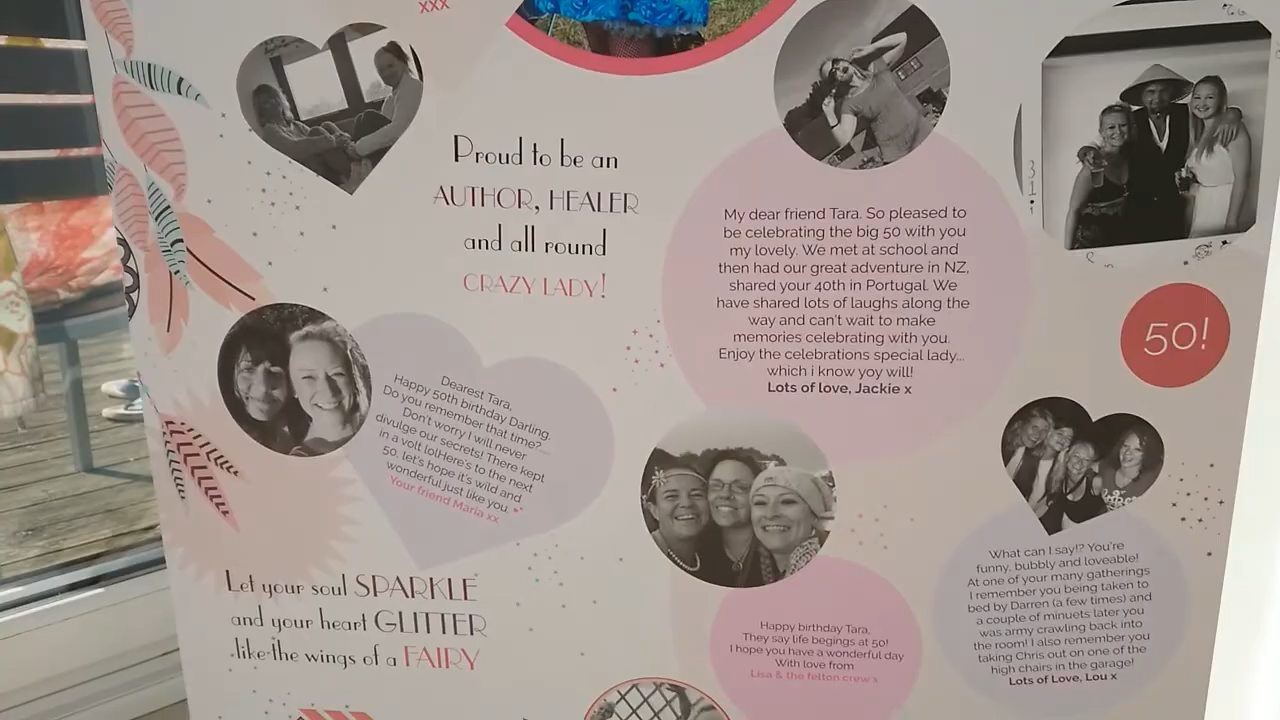 xxx
Proud to be an
AUTHOR, HEALER
and all round
CRAZY LADY!
My dear friend Tara. So pleased to
be celebrating the big 50 with you
my lovely. We met at school and
then had our great adventure in NZ,
shared your 40th in Portugal. We
have shared lots of laughs along the
way and can't wait to make
memories celebrating with you.
Enjoy the celebrations special lady...
which i know yoy will!
Lots of love, Jackie x
31
50!
Dearest Tara,
Happy 50th birthday Darling.
Do you remember that time?....
Don't worry I will never
divulge our secrets! There kept
in a volt lol!Here's to the next
50, let's hope it's wild and
wonderful just like you.
Your friend Maria xx
Let your soul SPARKLE
and your heart GLITTER
like the wings of a FAIRY
Happy birthday Tara,
They say life begings at 50!
I hope you have a wonderful day
With love from
Lisa & the felton crew x
What can I say!? You're
funny, bubbly and loveable!
At one of your many gatherings
I remember you being taken to
bed by Darren (a few times) and
a couple of minuets later you
was army crawling back into
the room! I also remember you
taking Chris out on one of the
high chairs in the garage!
Lots of Love, Lou x